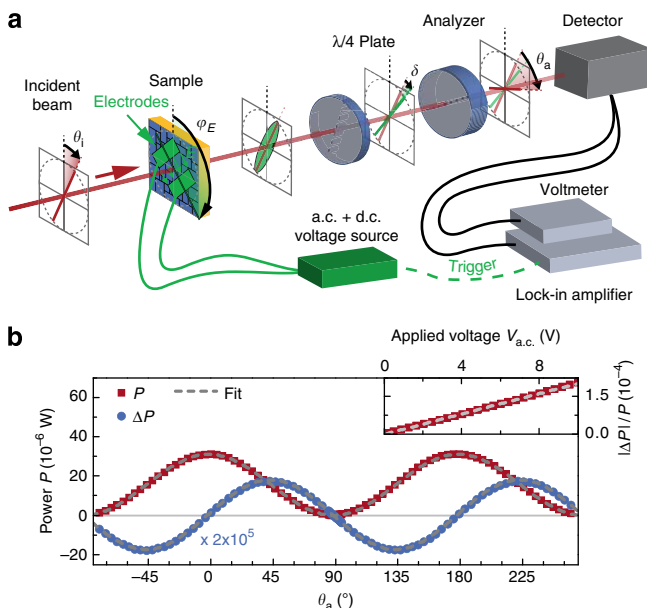 a
Incident
beam
θi
Electrodes
Sample
φE
λ/4 Plate
δ
Analyzer
θa
Detector
Voltmeter
a.c. + d.c.
voltage source
Trigger
Lock-in amplifier
b
Applied voltage Va.c. (V)
0 4 8
|ΔP| / P (10⁻⁴)
1.5
0.0
P
Fit
ΔP
x 2x10⁵
Power P (10⁻⁶ W)
60
40
20
0
−20
−45 0 45 90 135 180 225
θa (°)